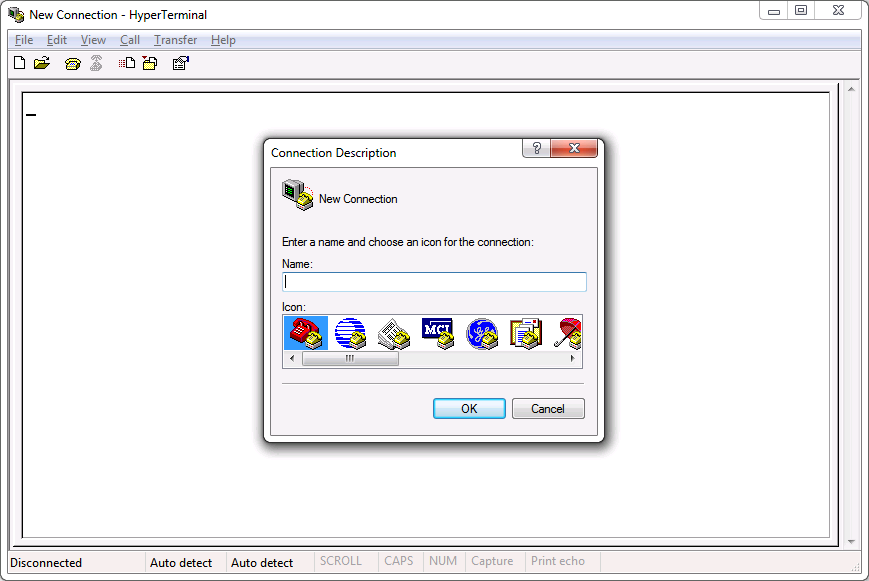 New Connection - HyperTerminal
File Edit View Call Transfer Help
Connection Description
?
New Connection
Enter a name and choose an icon for the connection:
Name:
Icon:
MCI
OK Cancel
Disconnected Auto detect Auto detect SCROLL CAPS NUM Capture Print echo